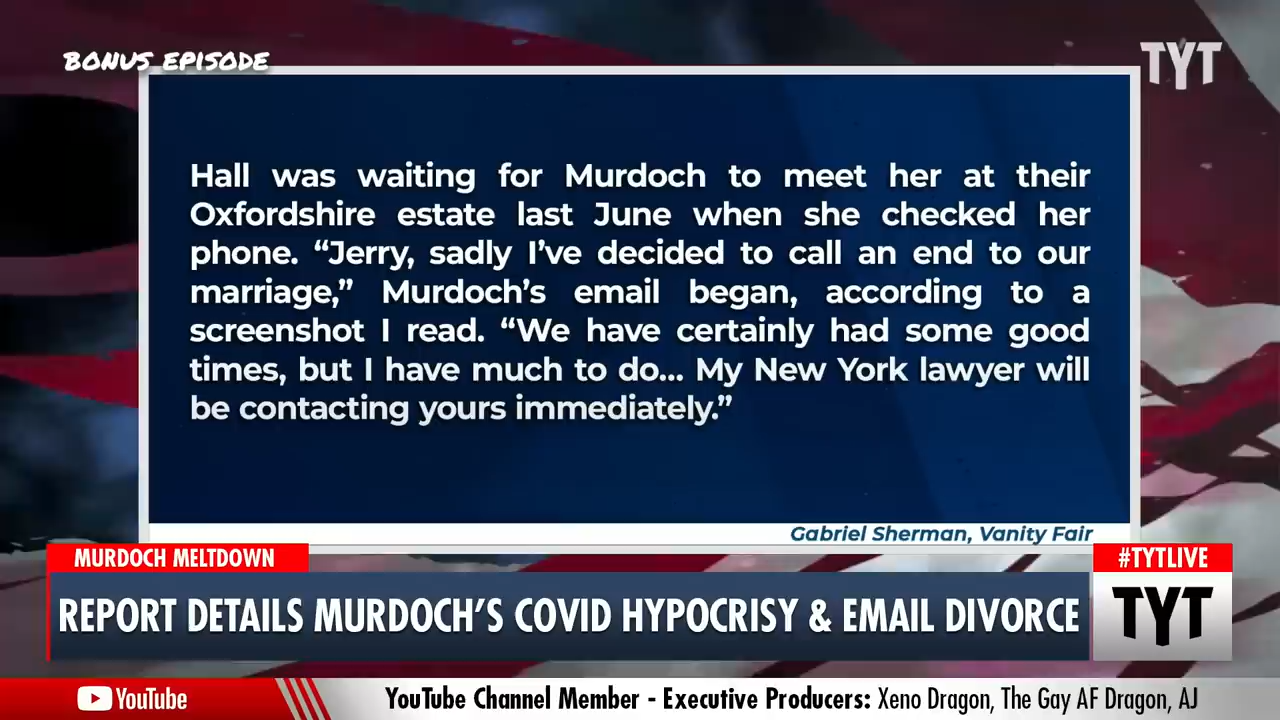 BONUS EPISODE
TYT
Hall was waiting for Murdoch to meet her at their
Oxfordshire estate last June when she checked her
phone. “Jerry, sadly I’ve decided to call an end to our
marriage,” Murdoch’s email began, according to a
screenshot I read. “We have certainly had some good
times, but I have much to do... My New York lawyer will
be contacting yours immediately.”
Gabriel Sherman, Vanity Fair
MURDOCH MELTDOWN
#TYTLIVE
REPORT DETAILS MURDOCH’S COVID HYPOCRISY & EMAIL DIVORCE
TYT
YouTube
YouTube Channel Member - Executive Producers: Xeno Dragon, The Gay AF Dragon, AJ